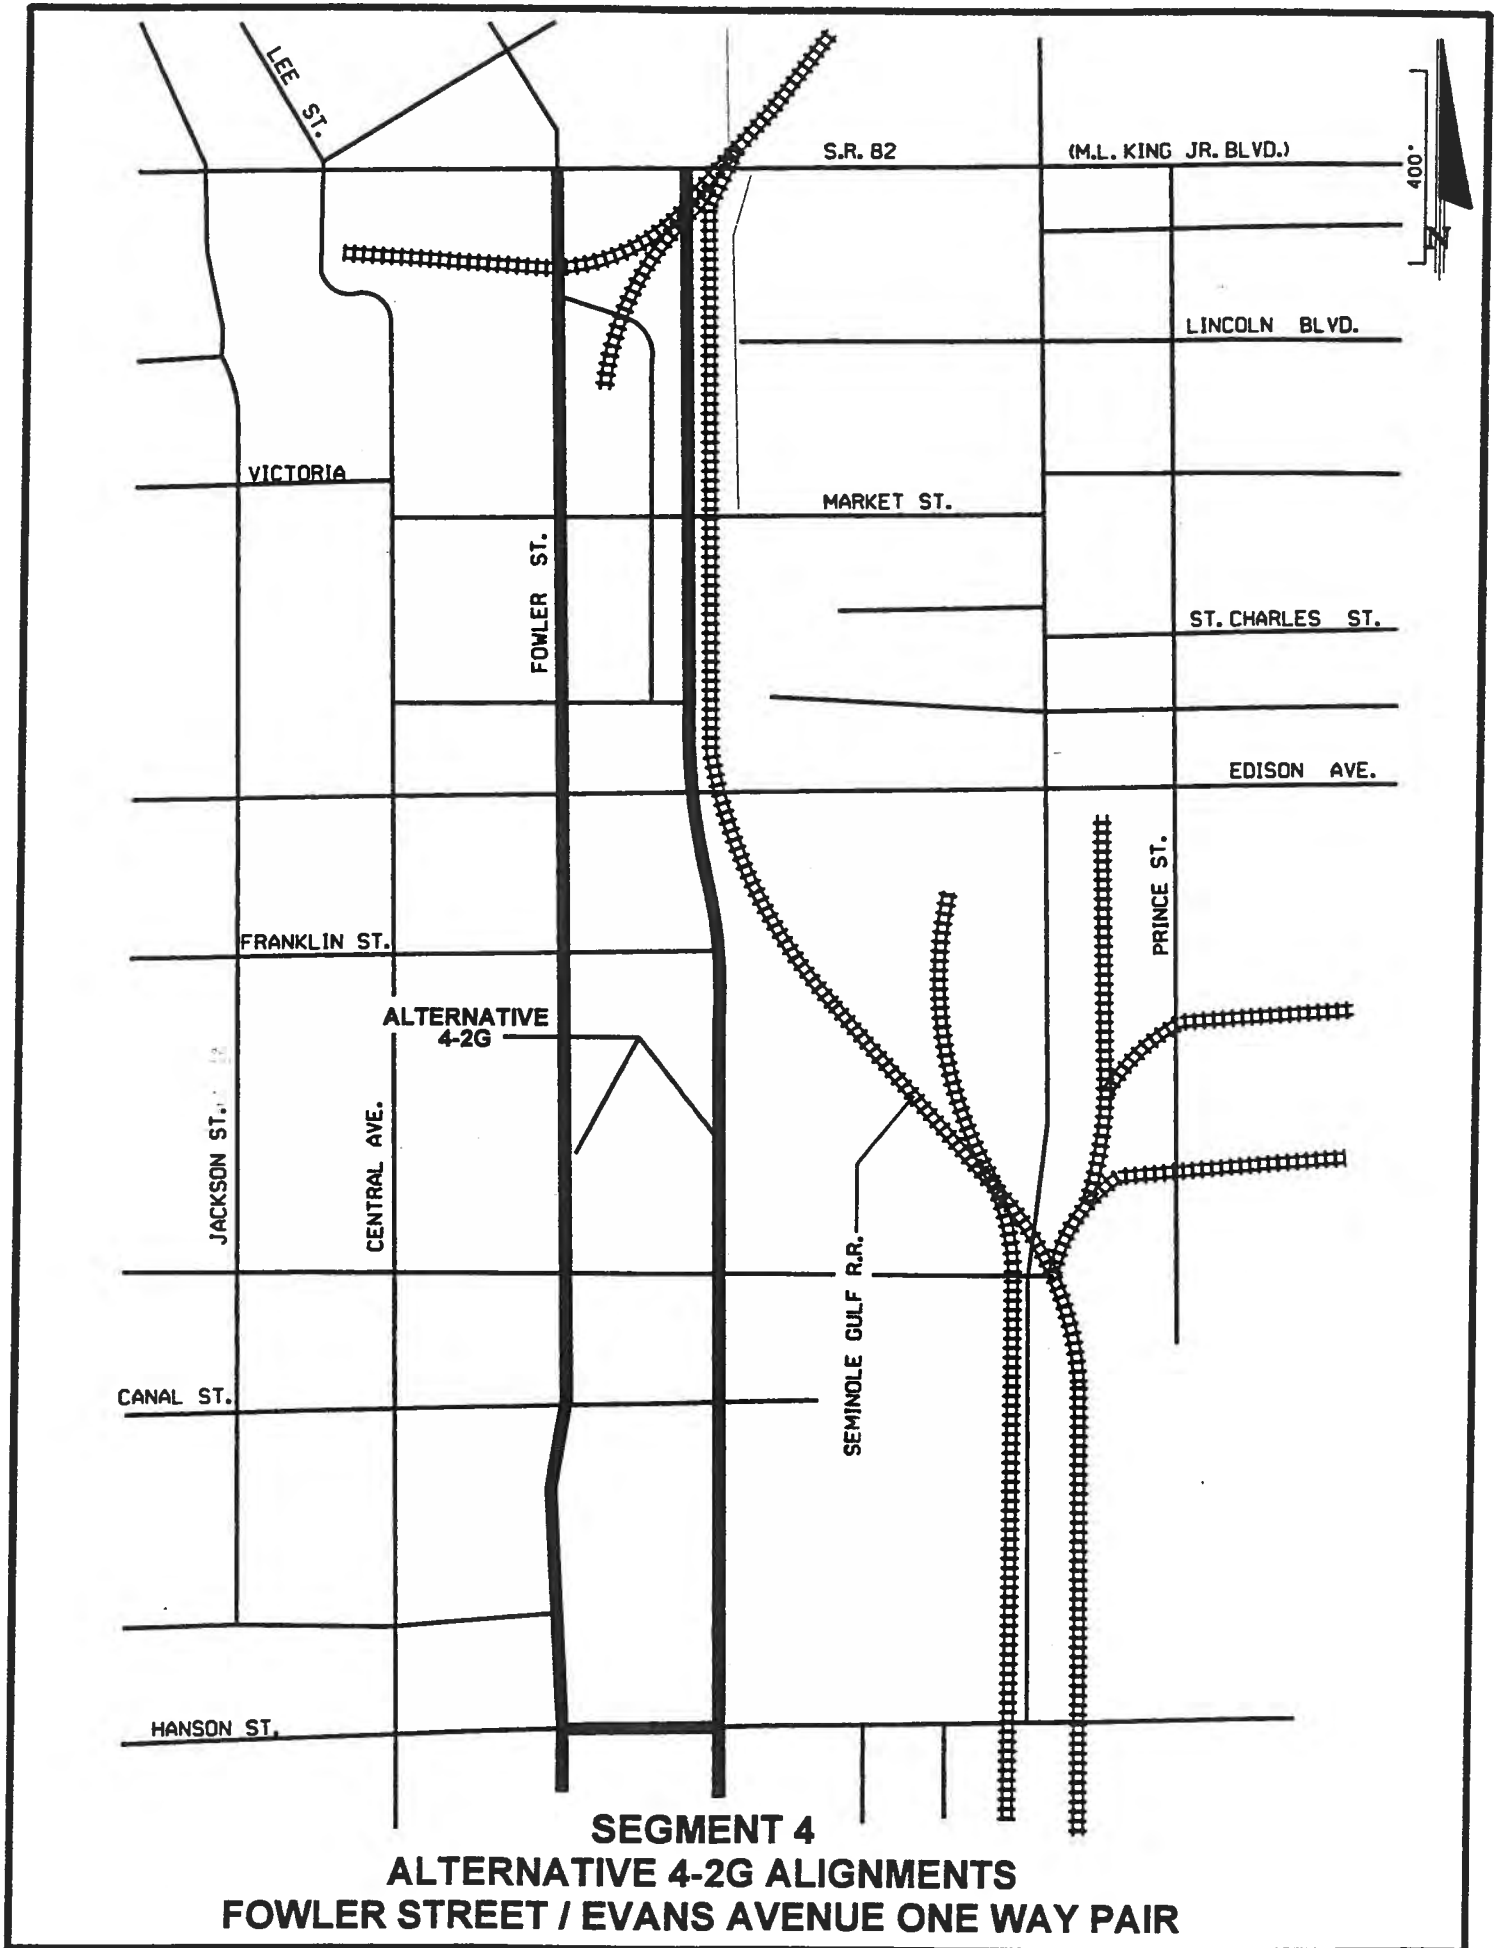 LEE ST.
S.R. 82
(M.L. KING JR. BLVD.)
400'
N
LINCOLN BLVD.
VICTORIA
MARKET ST.
FOWLER ST.
ST. CHARLES ST.
EDISON AVE.
PRINCE ST.
FRANKLIN ST.
ALTERNATIVE
4-2G
JACKSON ST.
CENTRAL AVE.
SEMINOLE GULF R.R.
CANAL ST.
HANSON ST.
SEGMENT 4
ALTERNATIVE 4-2G ALIGNMENTS
FOWLER STREET / EVANS AVENUE ONE WAY PAIR